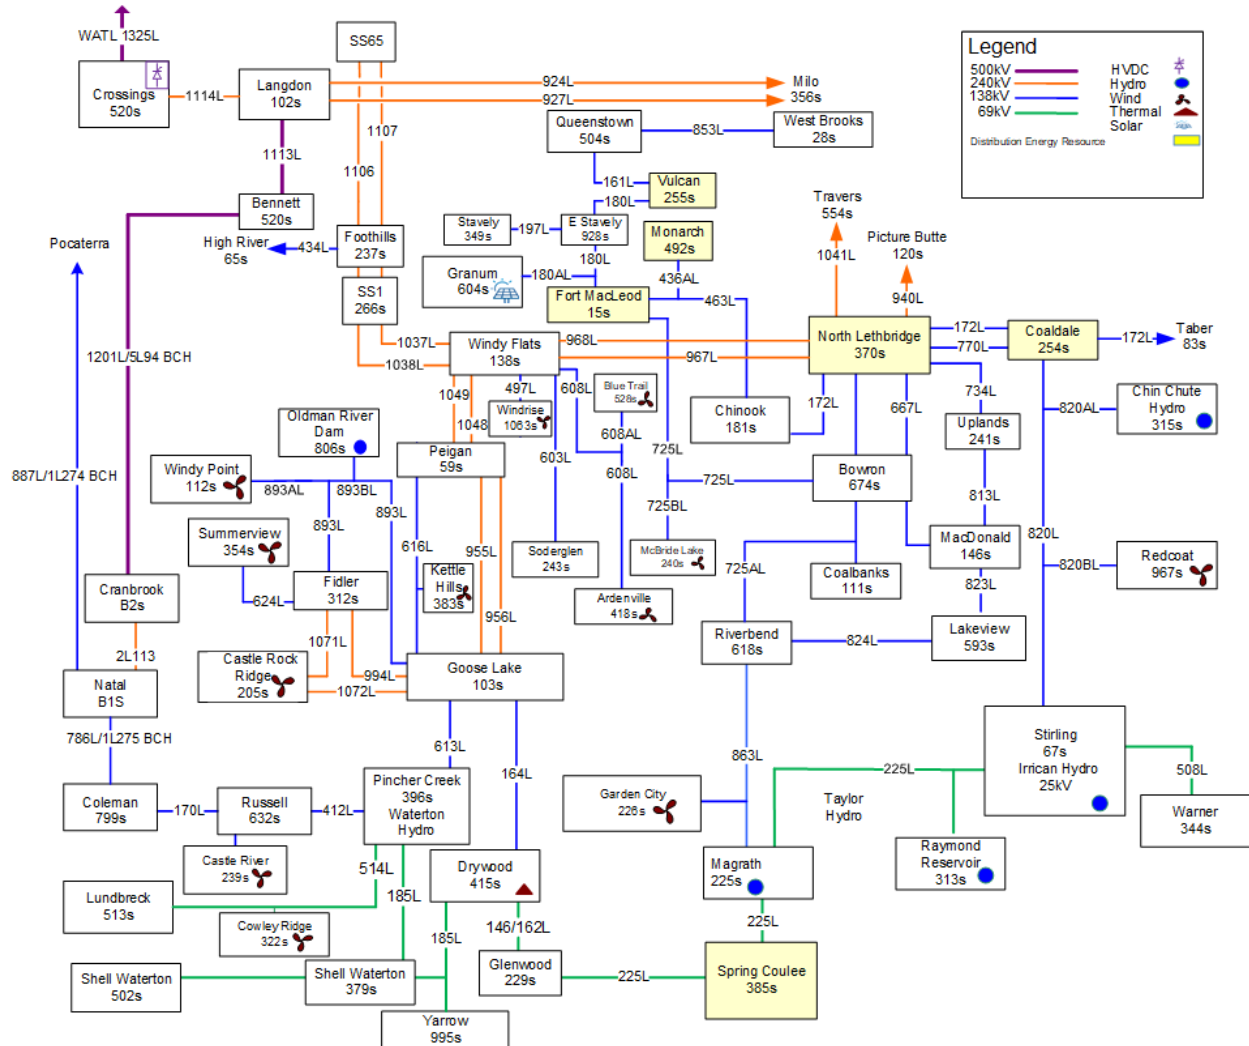 WATL 1325L
SS65
Crossings
520s
1114L
Langdon
102s
924L
927L
Milo
356s
Legend
500kV
240kV
138kV
69kV
HVDC
Hydro
Wind
Thermal
Solar
Distribution Energy Resource
1107
1106
1113L
Queenstown
504s
853L
West Brooks
28s
161L
Vulcan
255s
180L
Bennett
520s
Pocaterra
High River
65s
434L
Foothills
237s
Stavely
349s
197L
E Stavely
928s
Monarch
492s
Travers
554s
Picture Butte
120s
1041L
940L
180L
436AL
Granum
604s
180AL
Fort MacLeod
15s
463L
SS1
266s
1201L/5L94 BCH
1037L
1038L
Windy Flats
138s
968L
967L
North Lethbridge
370s
172L
770L
Coaldale
254s
172L
Taber
83s
1049
1048
497L
608L
Blue Trail
528s
Windrise
1063s
608AL
Chinook
181s
172L
667L
734L
Uplands
241s
820AL
Chin Chute
Hydro
315s
Oldman River
Dam
806s
Peigan
59s
603L
608L
725L
887L/1L274 BCH
Windy Point
112s
893AL
893BL
725L
Bowron
674s
813L
893L
893L
725BL
Summerview
354s
616L
955L
Soderglen
243s
McBride Lake
240s
MacDonald
146s
820L
Redcoat
967s
820BL
Kettle
Hills
383s
725AL
Coalbanks
111s
823L
Cranbrook
B2s
Fidler
312s
624L
956L
Ardenville
418s
1071L
Riverbend
618s
824L
Lakeview
593s
2L113
Castle Rock
Ridge
205s
994L
1072L
Goose Lake
103s
Natal
B1S
786L/1L275 BCH
613L
164L
863L
Stirling
67s
Irrican Hydro
25kV
225L
508L
Pincher Creek
396s
Waterton
Hydro
Garden City
226s
Taylor
Hydro
Warner
344s
Coleman
799s
170L
Russell
632s
412L
Castle River
239s
514L
Drywood
415s
Magrath
225s
Raymond
Reservoir
313s
Lundbreck
513s
185L
Cowley Ridge
322s
185L
146/162L
225L
Shell Waterton
502s
Shell Waterton
379s
Glenwood
229s
225L
Spring Coulee
385s
Yarrow
995s